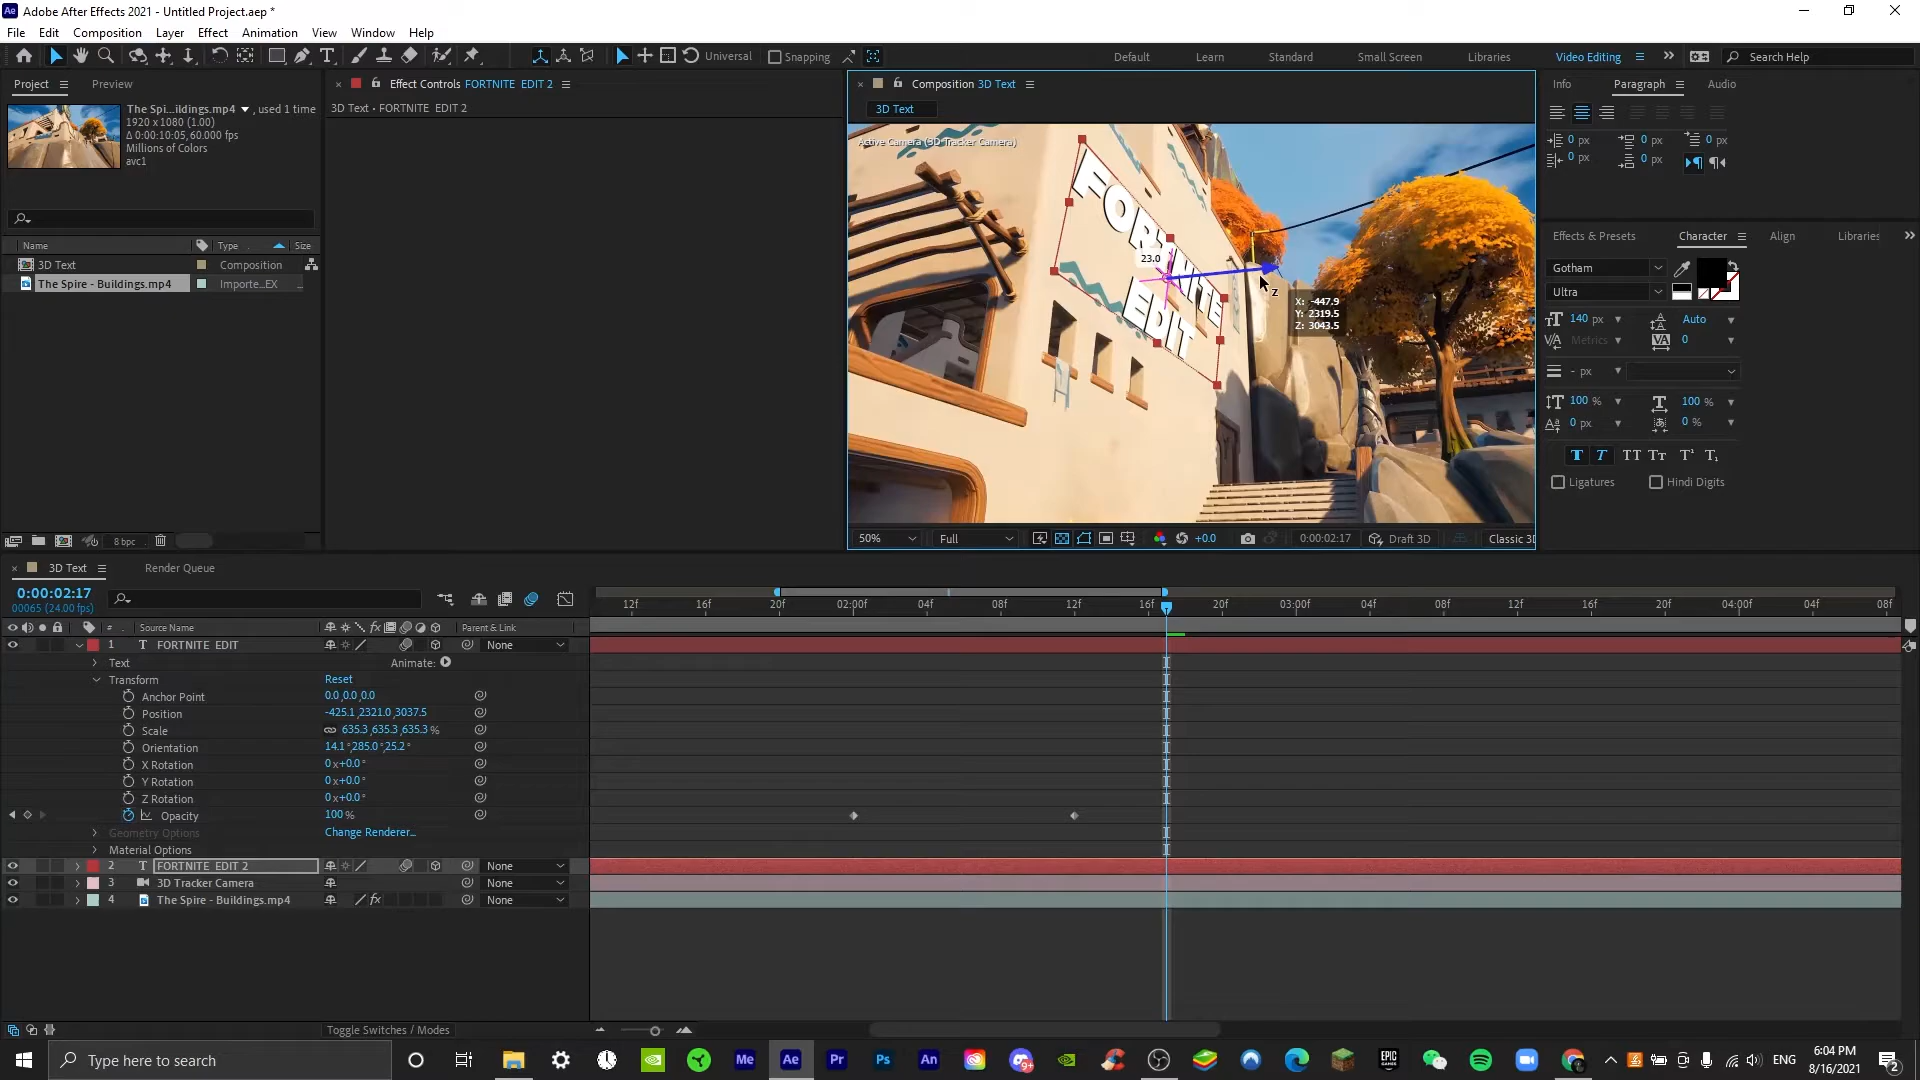 Adobe After Effects 2021 - Untitled Project.aep *
File Edit Composition Layer Effect Animation View Window Help
Universal Snapping Default Learn Standard Small Screen Libraries Video Editing Search Help
Project Preview
The Spi...ildings.mp4 , used 1 time
1920 x 1080 (1.00)
Δ 0:00:10:05, 60.000 fps
Millions of Colors
avc1
Name Type Size
3D Text Composition
The Spire - Buildings.mp4 Importe...EX ...
8 bpc
Effect Controls FORTNITE EDIT 2
3D Text • FORTNITE EDIT 2
Composition 3D Text
3D Text
Active Camera (3D Tracker Camera)
FORTNITE
EDIT
23.0
Z
X: -447.9
Y: 2319.5
Z: 3043.5
50% Full +0.0 0:00:02:17 Draft 3D Classic 3D
Info Paragraph Audio
0 px 0 px 0 px
0 px 0 px
Effects & Presets Character Align Libraries
Gotham
Ultra
140 px Auto
Metrics 0
- px
100 % 100 %
0 px 0 %
T T TT Tт T¹ T₁
Ligatures Hindi Digits
3D Text Render Queue
0:00:02:17
00065 (24.00 fps)
12f 16f 20f 02:00f 04f 08f 12f 16f 20f 03:00f 04f 08f 12f 16f 20f 04:00f 04f 08f
# Source Name Parent & Link
1 T FORTNITE EDIT None
Text Animate:
Transform Reset
Anchor Point 0.0,0.0,0.0
Position -425.1,2321.0,3037.5
Scale 635.3,635.3,635.3%
Orientation 14.1°,285.0°,25.2°
X Rotation 0x+0.0°
Y Rotation 0x+0.0°
Z Rotation 0x+0.0°
Opacity 100%
Geometry Options Change Renderer...
Material Options
2 T FORTNITE EDIT 2 None
3 3D Tracker Camera None
4 The Spire - Buildings.mp4 fx None
Toggle Switches / Modes
Type here to search
Me Ae Pr Ps An 9+ EPIC GAMES
ENG
6:04 PM
8/16/2021
2